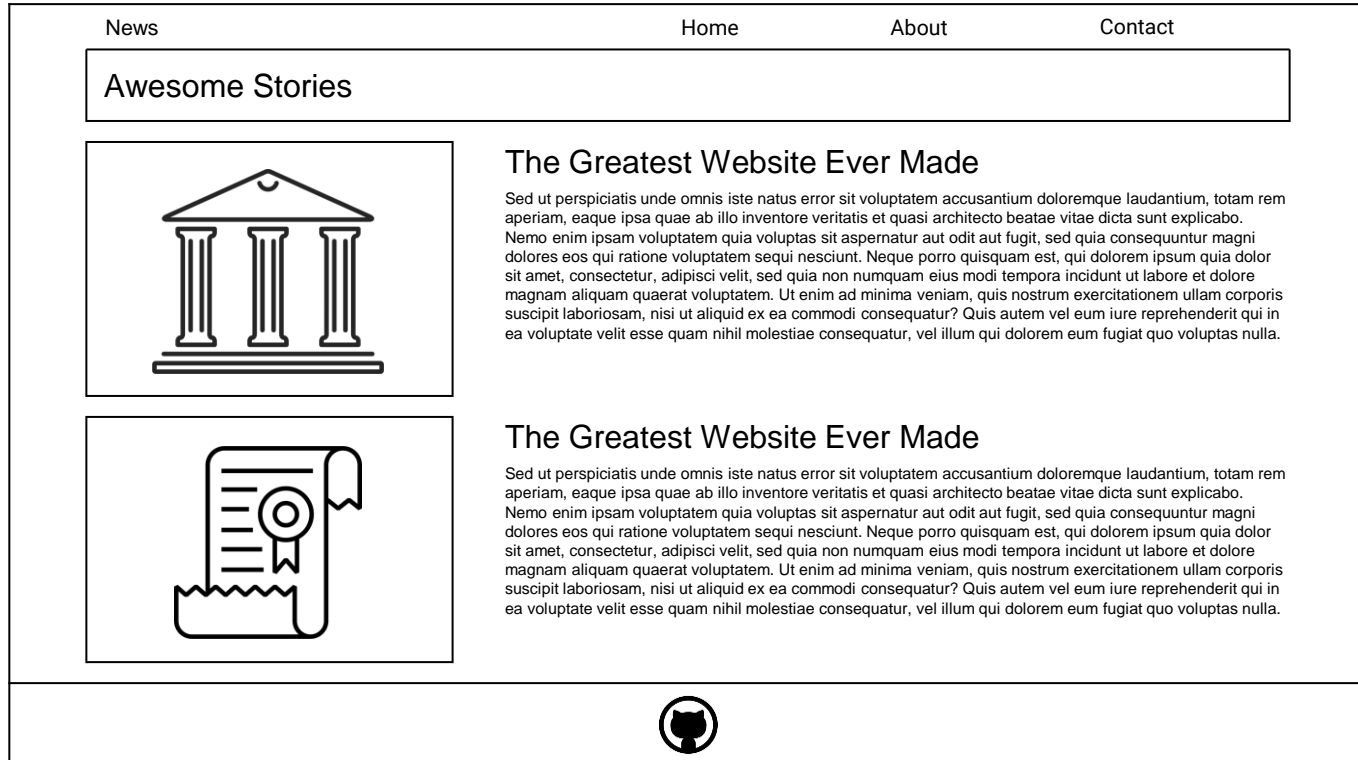 News Home About Contact
Awesome Stories
The Greatest Website Ever Made
Sed ut perspiciatis unde omnis iste natus error sit voluptatem accusantium doloremque laudantium, totam rem
aperiam, eaque ipsa quae ab illo inventore veritatis et quasi architecto beatae vitae dicta sunt explicabo.
Nemo enim ipsam voluptatem quia voluptas sit aspernatur aut odit aut fugit, sed quia consequuntur magni
dolores eos qui ratione voluptatem sequi nesciunt. Neque porro quisquam est, qui dolorem ipsum quia dolor
sit amet, consectetur, adipisci velit, sed quia non numquam eius modi tempora incidunt ut labore et dolore
magnam aliquam quaerat voluptatem. Ut enim ad minima veniam, quis nostrum exercitationem ullam corporis
suscipit laboriosam, nisi ut aliquid ex ea commodi consequatur? Quis autem vel eum iure reprehenderit qui in
ea voluptate velit esse quam nihil molestiae consequatur, vel illum qui dolorem eum fugiat quo voluptas nulla.
The Greatest Website Ever Made
Sed ut perspiciatis unde omnis iste natus error sit voluptatem accusantium doloremque laudantium, totam rem
aperiam, eaque ipsa quae ab illo inventore veritatis et quasi architecto beatae vitae dicta sunt explicabo.
Nemo enim ipsam voluptatem quia voluptas sit aspernatur aut odit aut fugit, sed quia consequuntur magni
dolores eos qui ratione voluptatem sequi nesciunt. Neque porro quisquam est, qui dolorem ipsum quia dolor
sit amet, consectetur, adipisci velit, sed quia non numquam eius modi tempora incidunt ut labore et dolore
magnam aliquam quaerat voluptatem. Ut enim ad minima veniam, quis nostrum exercitationem ullam corporis
suscipit laboriosam, nisi ut aliquid ex ea commodi consequatur? Quis autem vel eum iure reprehenderit qui in
ea voluptate velit esse quam nihil molestiae consequatur, vel illum qui dolorem eum fugiat quo voluptas nulla.